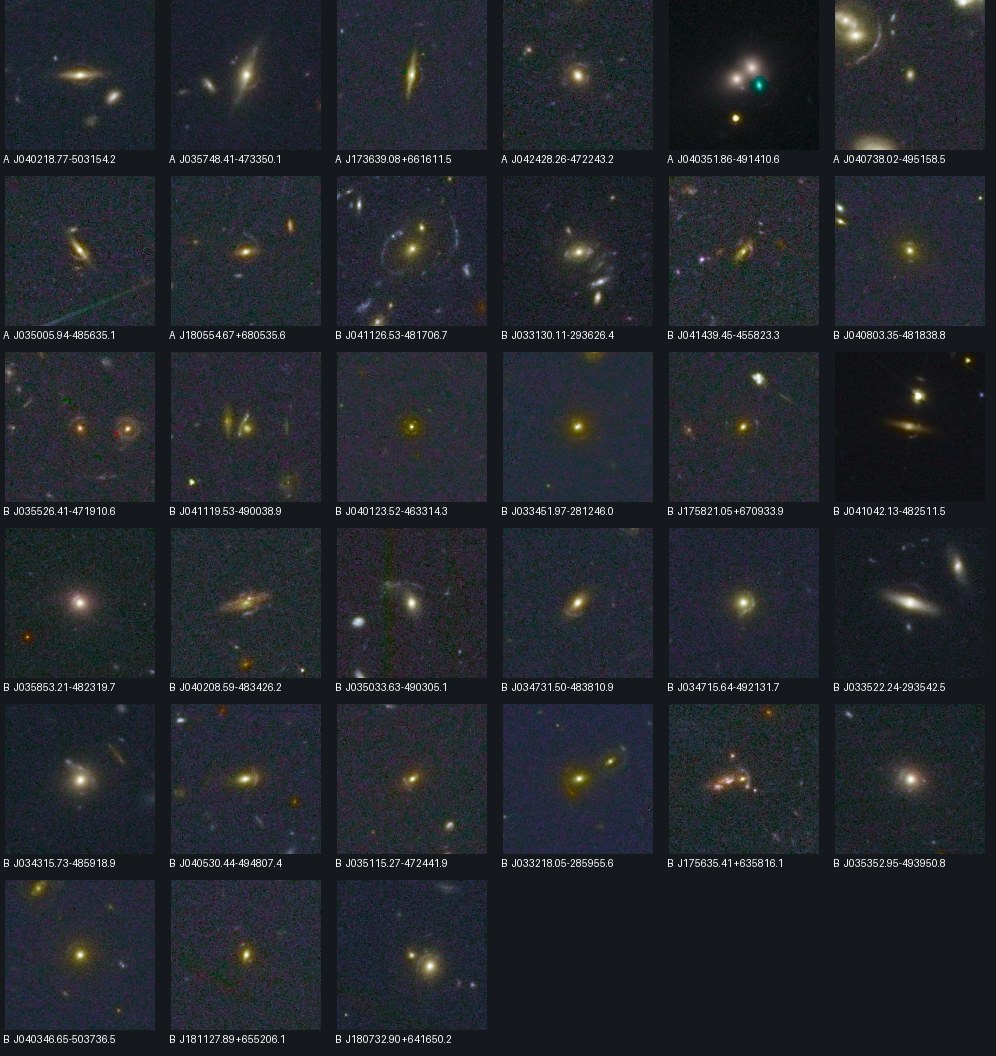 A J040218.77-503154.2
A J035748.41-473350.1
A J173639.08+661611.5
A J042428.26-472243.2
A J040351.86-491410.6
A J040738.02-495158.5
A J035005.94-485635.1
A J180554.67+680535.6
B J041126.53-481706.7
B J033130.11-293626.4
B J041439.45-455823.3
B J040803.35-481838.8
B J035526.41-471910.6
B J041119.53-490038.9
B J040123.52-463314.3
B J033451.97-281246.0
B J175821.05+670933.9
B J041042.13-482511.5
B J035853.21-482319.7
B J040208.59-483426.2
B J035033.63-490305.1
B J034731.50-483810.9
B J034715.64-492131.7
B J033522.24-293542.5
B J034315.73-485918.9
B J040530.44-494807.4
B J035115.27-472441.9
B J033218.05-285955.6
B J175635.41+635816.1
B J035352.95-493950.8
B J040346.65-503736.5
B J181127.89+655206.1
B J180732.90+641650.2